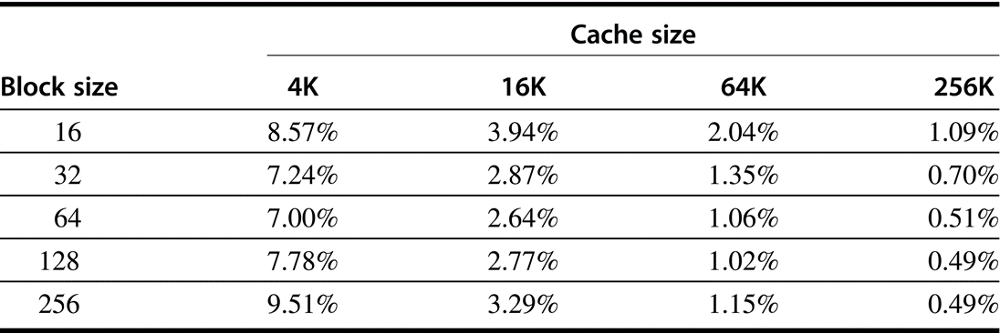 Cache size
Block size 4K 16K 64K 256K
16 8.57% 3.94% 2.04% 1.09%
32 7.24% 2.87% 1.35% 0.70%
64 7.00% 2.64% 1.06% 0.51%
128 7.78% 2.77% 1.02% 0.49%
256 9.51% 3.29% 1.15% 0.49%